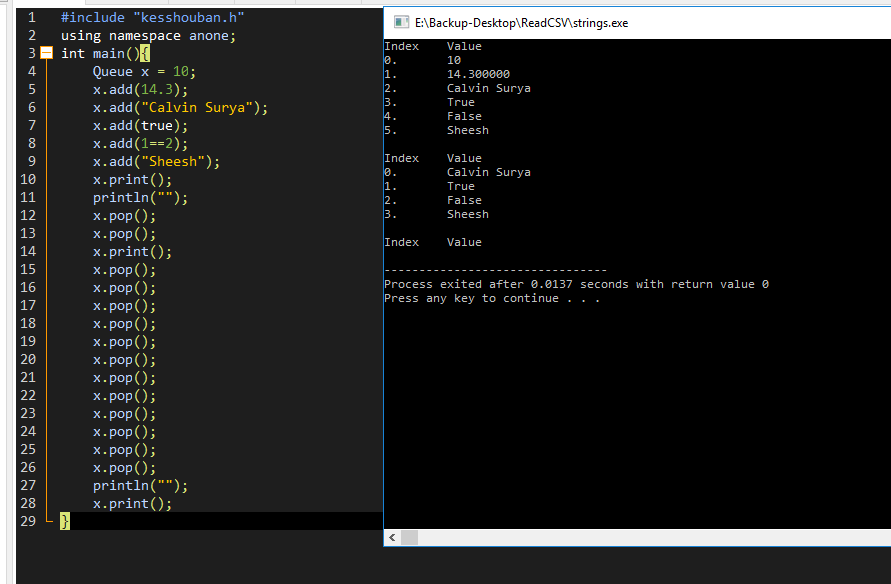 1 #include "kesshouban.h"
2 using namespace anone;
3 int main(){
4 Queue x = 10;
5 x.add(14.3);
6 x.add("Calvin Surya");
7 x.add(true);
8 x.add(1==2);
9 x.add("Sheesh");
10 x.print();
11 println("");
12 x.pop();
13 x.pop();
14 x.print();
15 x.pop();
16 x.pop();
17 x.pop();
18 x.pop();
19 x.pop();
20 x.pop();
21 x.pop();
22 x.pop();
23 x.pop();
24 x.pop();
25 x.pop();
26 x.pop();
27 println("");
28 x.print();
29 }
E:\Backup-Desktop\ReadCSV\strings.exe
Index Value
0. 10
1. 14.300000
2. Calvin Surya
3. True
4. False
5. Sheesh
Index Value
0. Calvin Surya
1. True
2. False
3. Sheesh
Index Value
--------------------------------
Process exited after 0.0137 seconds with return value 0
Press any key to continue . . .